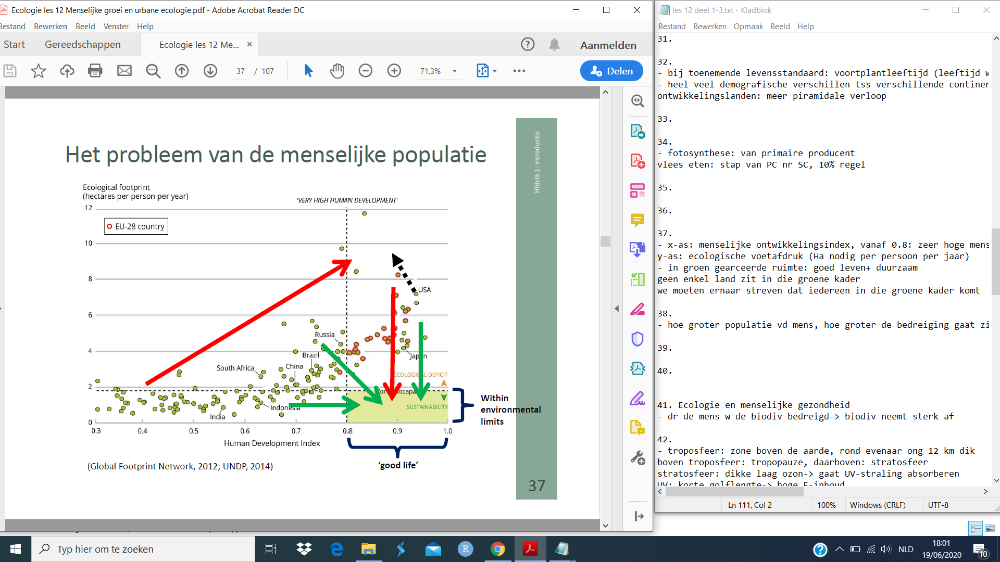 Ecologie les 12 Menselijke groei en urbane ecologie.pdf - Adobe Acrobat Reader DC
Bestand Bewerken Beeld Venster Help
Start Gereedschappen Ecologie les 12 Me... × Aanmelden
37 / 107 71,3% Delen
Het probleem van de menselijke populatie
Hfdstk 1: introductie
Ecological footprint
(hectares per person per year)
'VERY HIGH HUMAN DEVELOPMENT'
12
EU-28 country
10
8
USA
6
Russia
4
Brazil
Japan
South Africa
China
ECOLOGICAL DEFICIT
2
SUSTAINABILITY
Indonesia
India
0
0.3 0.4 0.5 0.6 0.7 0.8 0.9 1.0
Human Development Index
Within
environmental
limits
'good life'
(Global Footprint Network, 2012; UNDP, 2014)
37
les 12 deel 1-3.txt - Kladblok
Bestand Bewerken Opmaak Beeld Help
31.
32.
- bij toenemende levensstandaard: voortplantleeftijd (leeftijd w
- heel veel demografische verschillen tss verschillende continen
ontwikkelingslanden: meer piramidale verloop
33.
34.
- fotosynthese: van primaire producent
vlees eten: stap van PC nr SC, 10% regel
35.
36.
37.
- x-as: menselijke ontwikkelingsindex, vanaf 0.8: zeer hoge mens
y-as: ecologische voetafdruk (Ha nodig per persoon per jaar)
- in groen gearceerde ruimte: goed leven+ duurzaam
geen enkel land zit in die groene kader
we moeten ernaar streven dat iedereen in die groene kader komt
38.
- hoe groter populatie vd mens, hoe groter de bedreiging gaat zi
39.
40.
41. Ecologie en menselijke gezondheid
- dr de mens w de biodiv bedreigd-> biodiv neemt sterk af
42.
- troposfeer: zone boven de aarde, rond evenaar ong 12 km dik
boven troposfeer: tropopauze, daarboven: stratosfeer
stratosfeer: dikke laag ozon-> gaat UV-straling absorberen
UV: korte golflengte-> hoge E-inhoud
Ln 111, Col 2 100% Windows (CRLF) UTF-8
Typ hier om te zoeken
NLD
18:01
19/06/2020
10